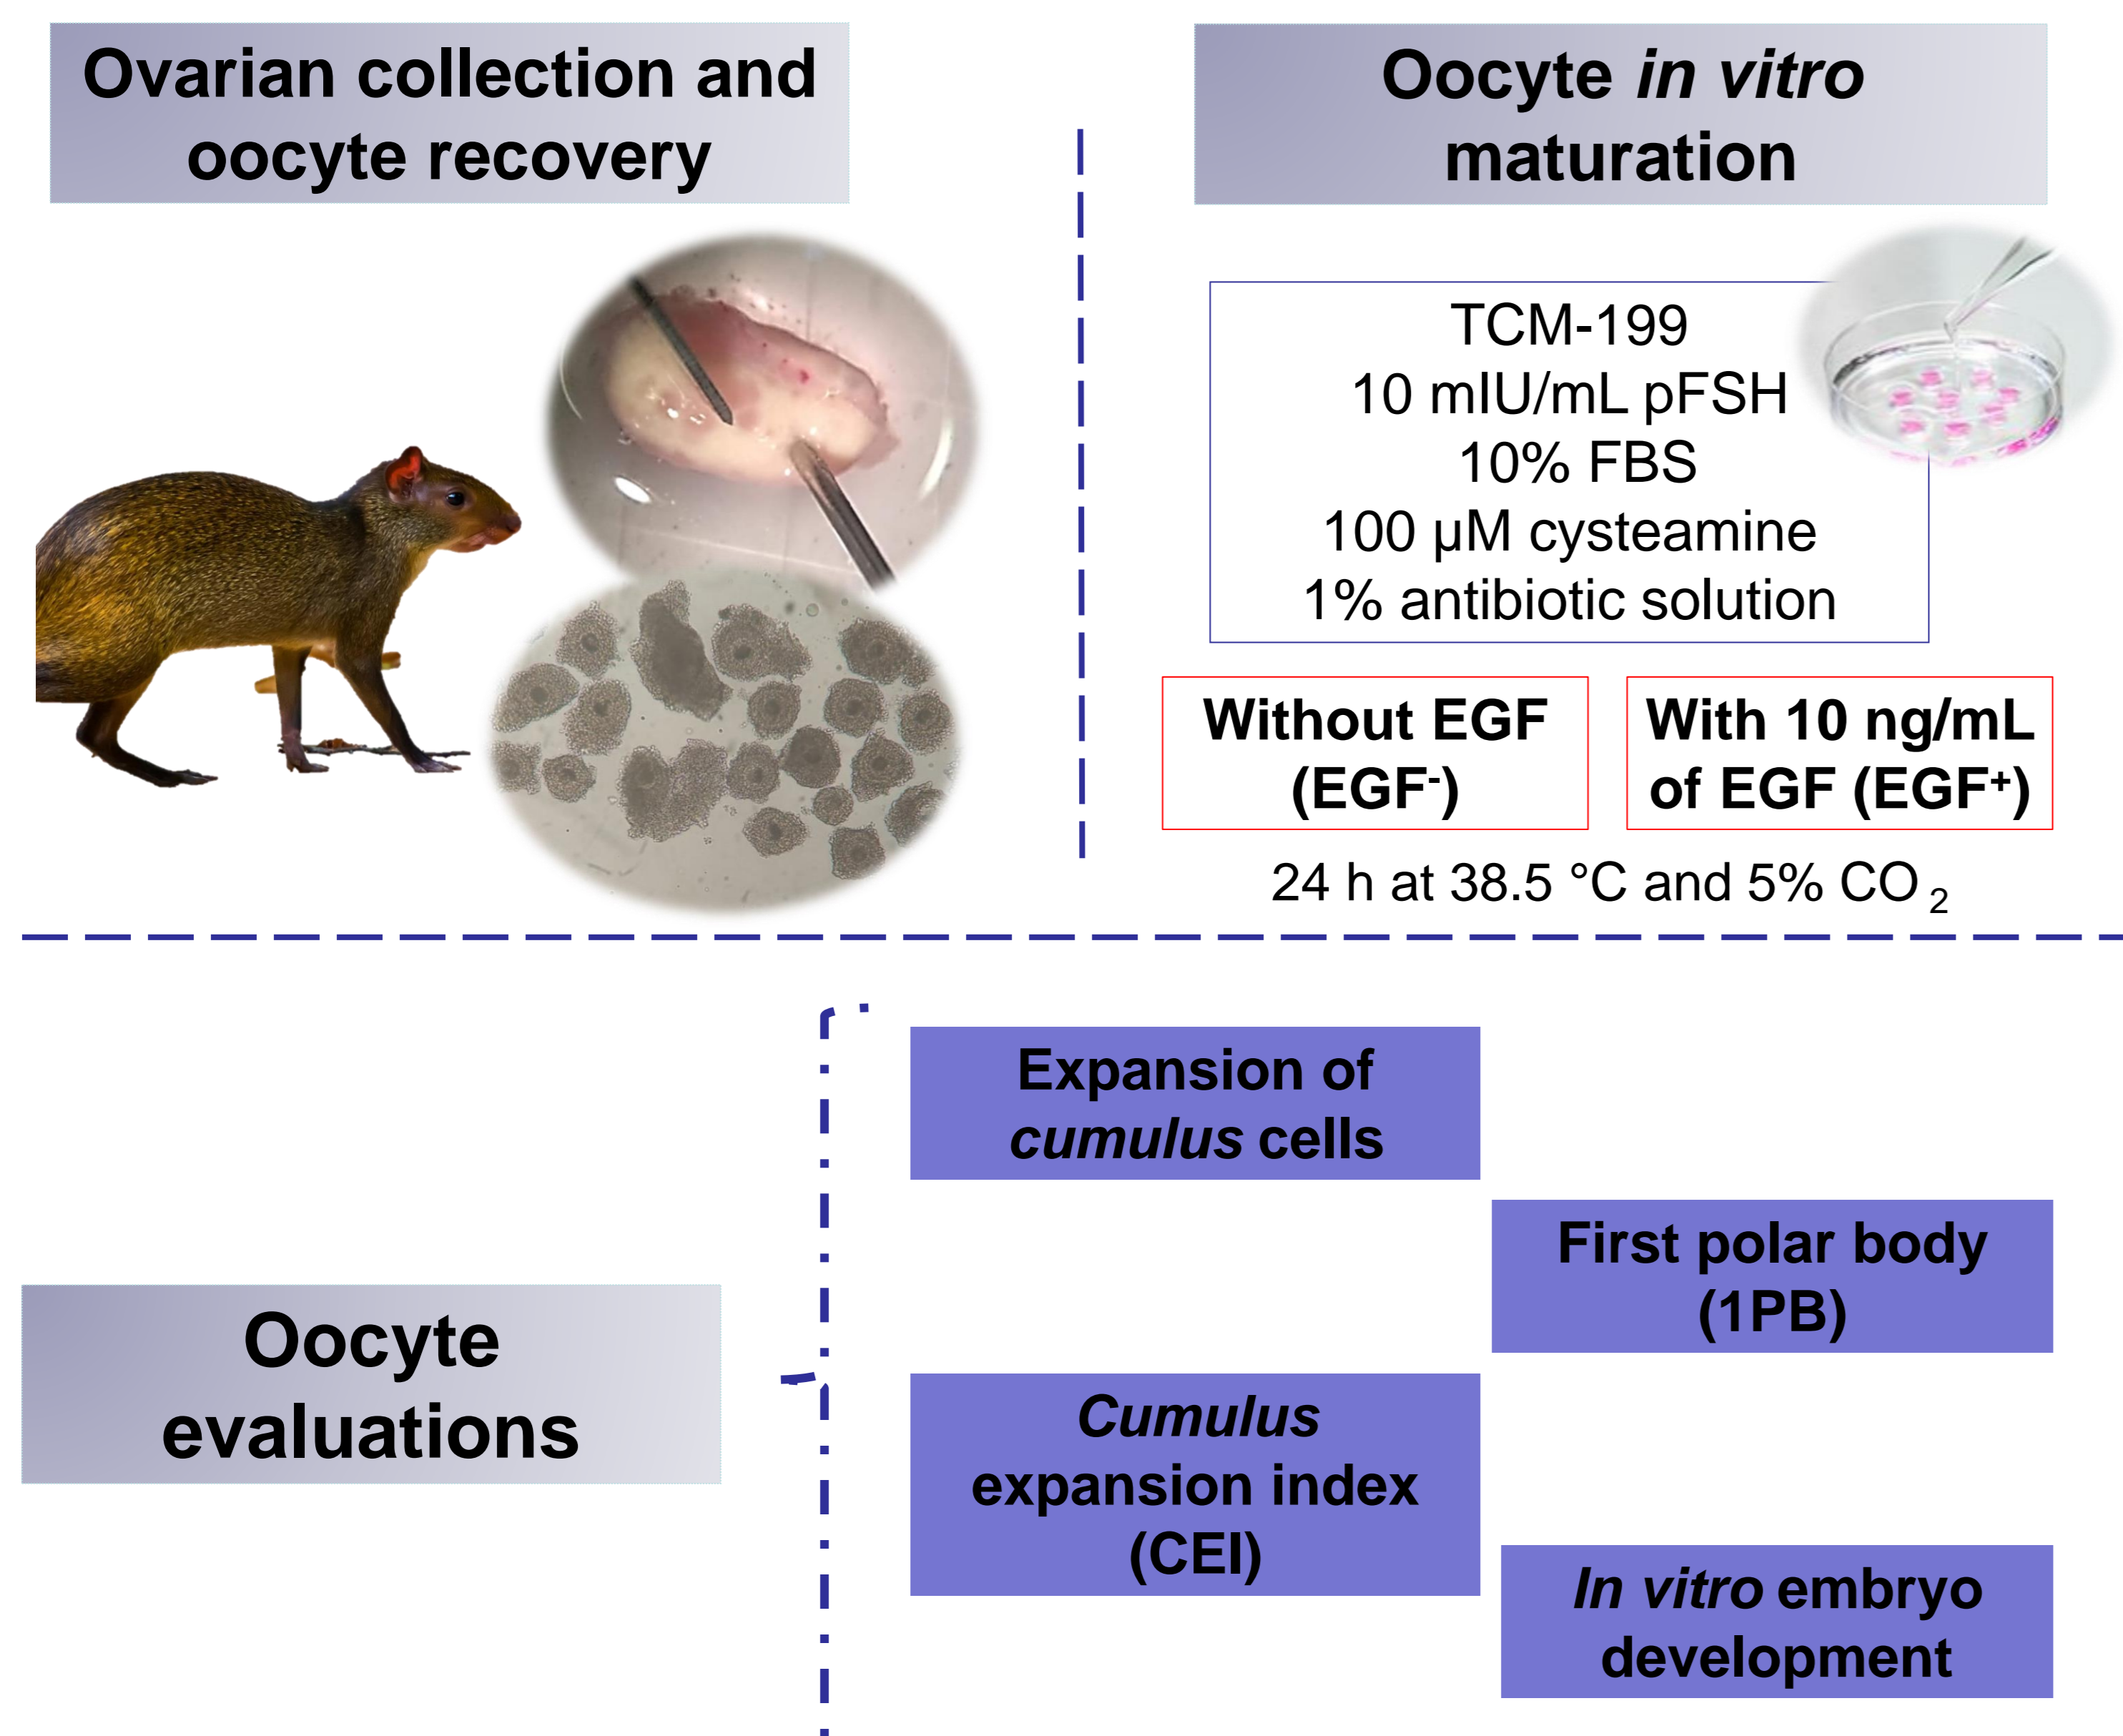 Ovarian collection and
oocyte recovery
Oocyte in vitro
maturation
TCM-199
10 mIU/mL pFSH
10% FBS
100 µM cysteamine
1% antibiotic solution
Without EGF
(EGF⁻)
With 10 ng/mL
of EGF (EGF⁺)
24 h at 38.5 °C and 5% CO₂
Oocyte
evaluations
Expansion of
cumulus cells
First polar body
(1PB)
Cumulus
expansion index
(CEI)
In vitro embryo
development